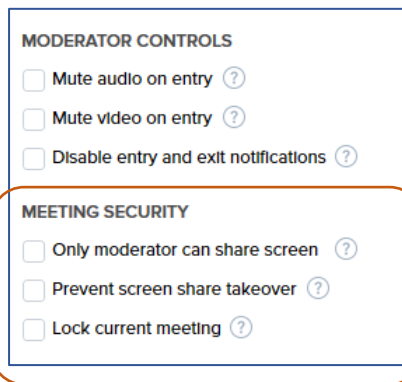 MODERATOR CONTROLS
Mute audio on entry ?
Mute video on entry ?
Disable entry and exit notifications ?
MEETING SECURITY
Only moderator can share screen ?
Prevent screen share takeover ?
Lock current meeting ?